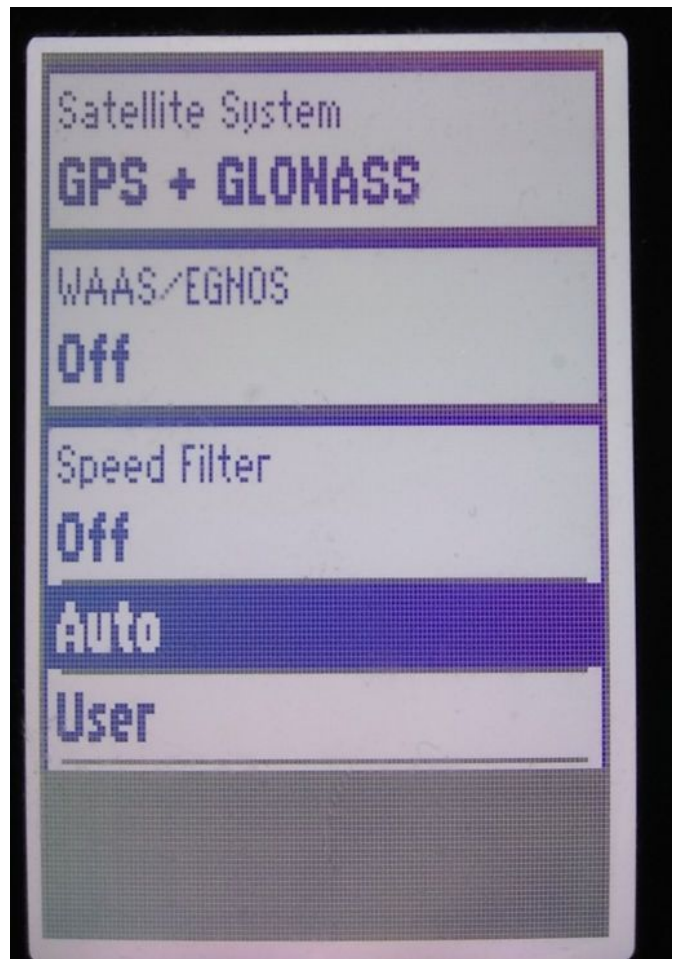 Satellite System
GPS + GLONASS
WAAS/EGNOS
Off
Speed Filter
Off
Auto
User